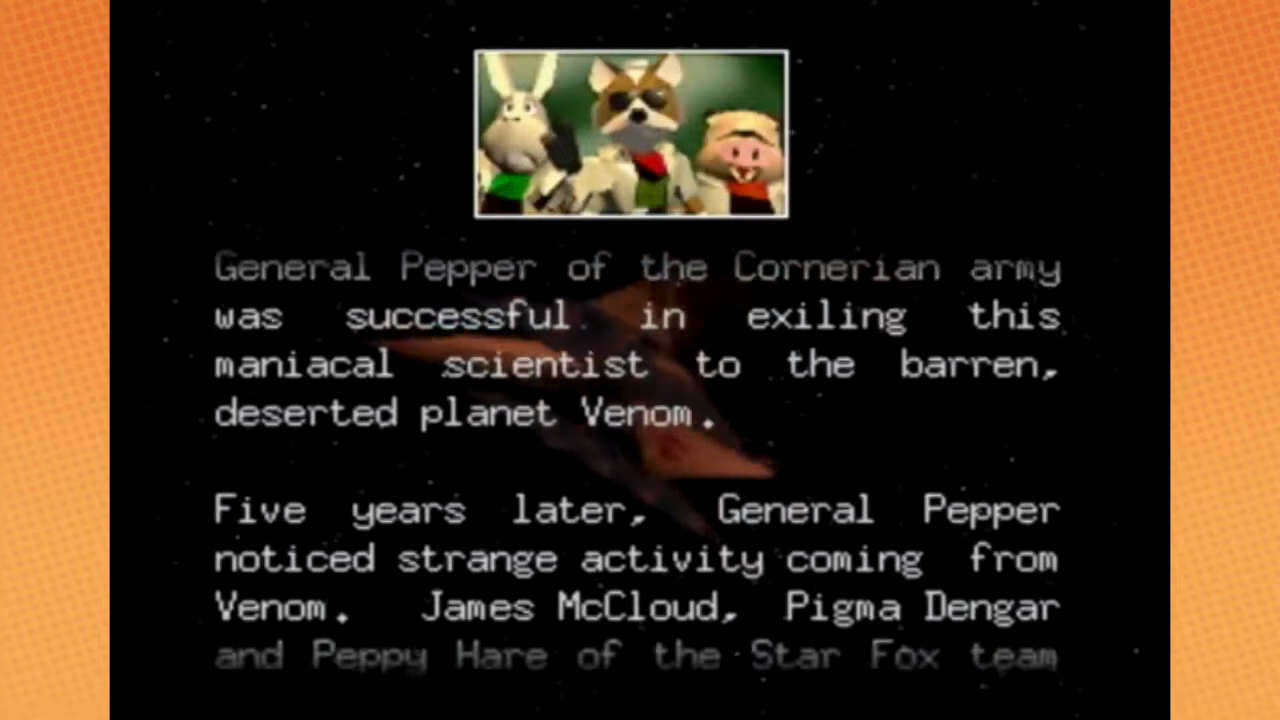 General Pepper of the Cornerian army
was successful in exiling this
maniacal scientist to the barren,
deserted planet Venom.
Five years later, General Pepper
noticed strange activity coming from
Venom. James McCloud, Pigma Dengar
and Peppy Hare of the Star Fox team